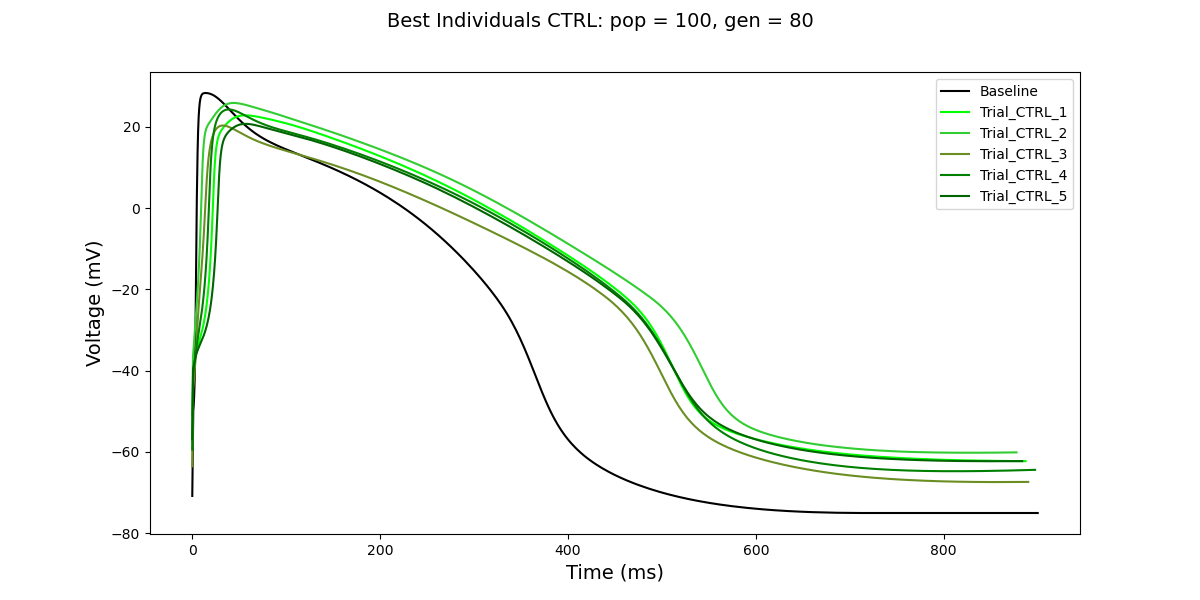 Best Individuals CTRL: pop = 100, gen = 80
Baseline
Trial_CTRL_1
Trial_CTRL_2
Trial_CTRL_3
Trial_CTRL_4
Trial_CTRL_5
Voltage (mV)
20
0
−20
−40
−60
−80
0 200 400 600 800
Time (ms)